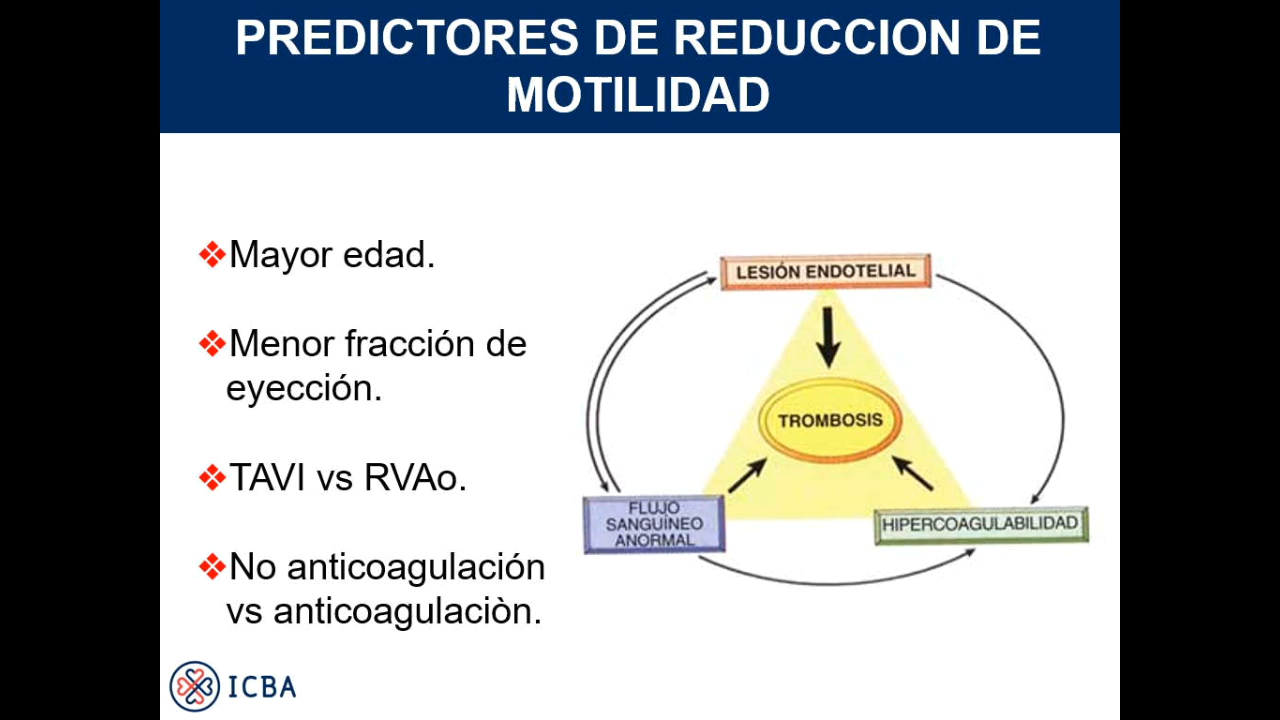 PREDICTORES DE REDUCCION DE
MOTILIDAD
Mayor edad.
Menor fracción de
eyección.
TAVI vs RVAo.
No anticoagulación
vs anticoagulaciòn.
LESIÓN ENDOTELIAL
TROMBOSIS
FLUJO
SANGUÍNEO
ANORMAL
HIPERCOAGULABILIDAD
ICBA